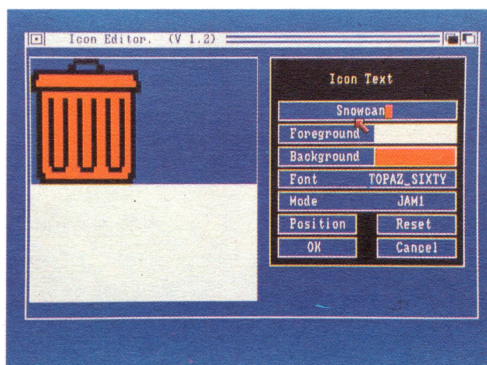 Icon Editor. (V 1.2)
Icon Text
Snowcan
Foreground
Background
Font TOPAZ_SIXTY
Mode JAM1
Position Reset
OK Cancel